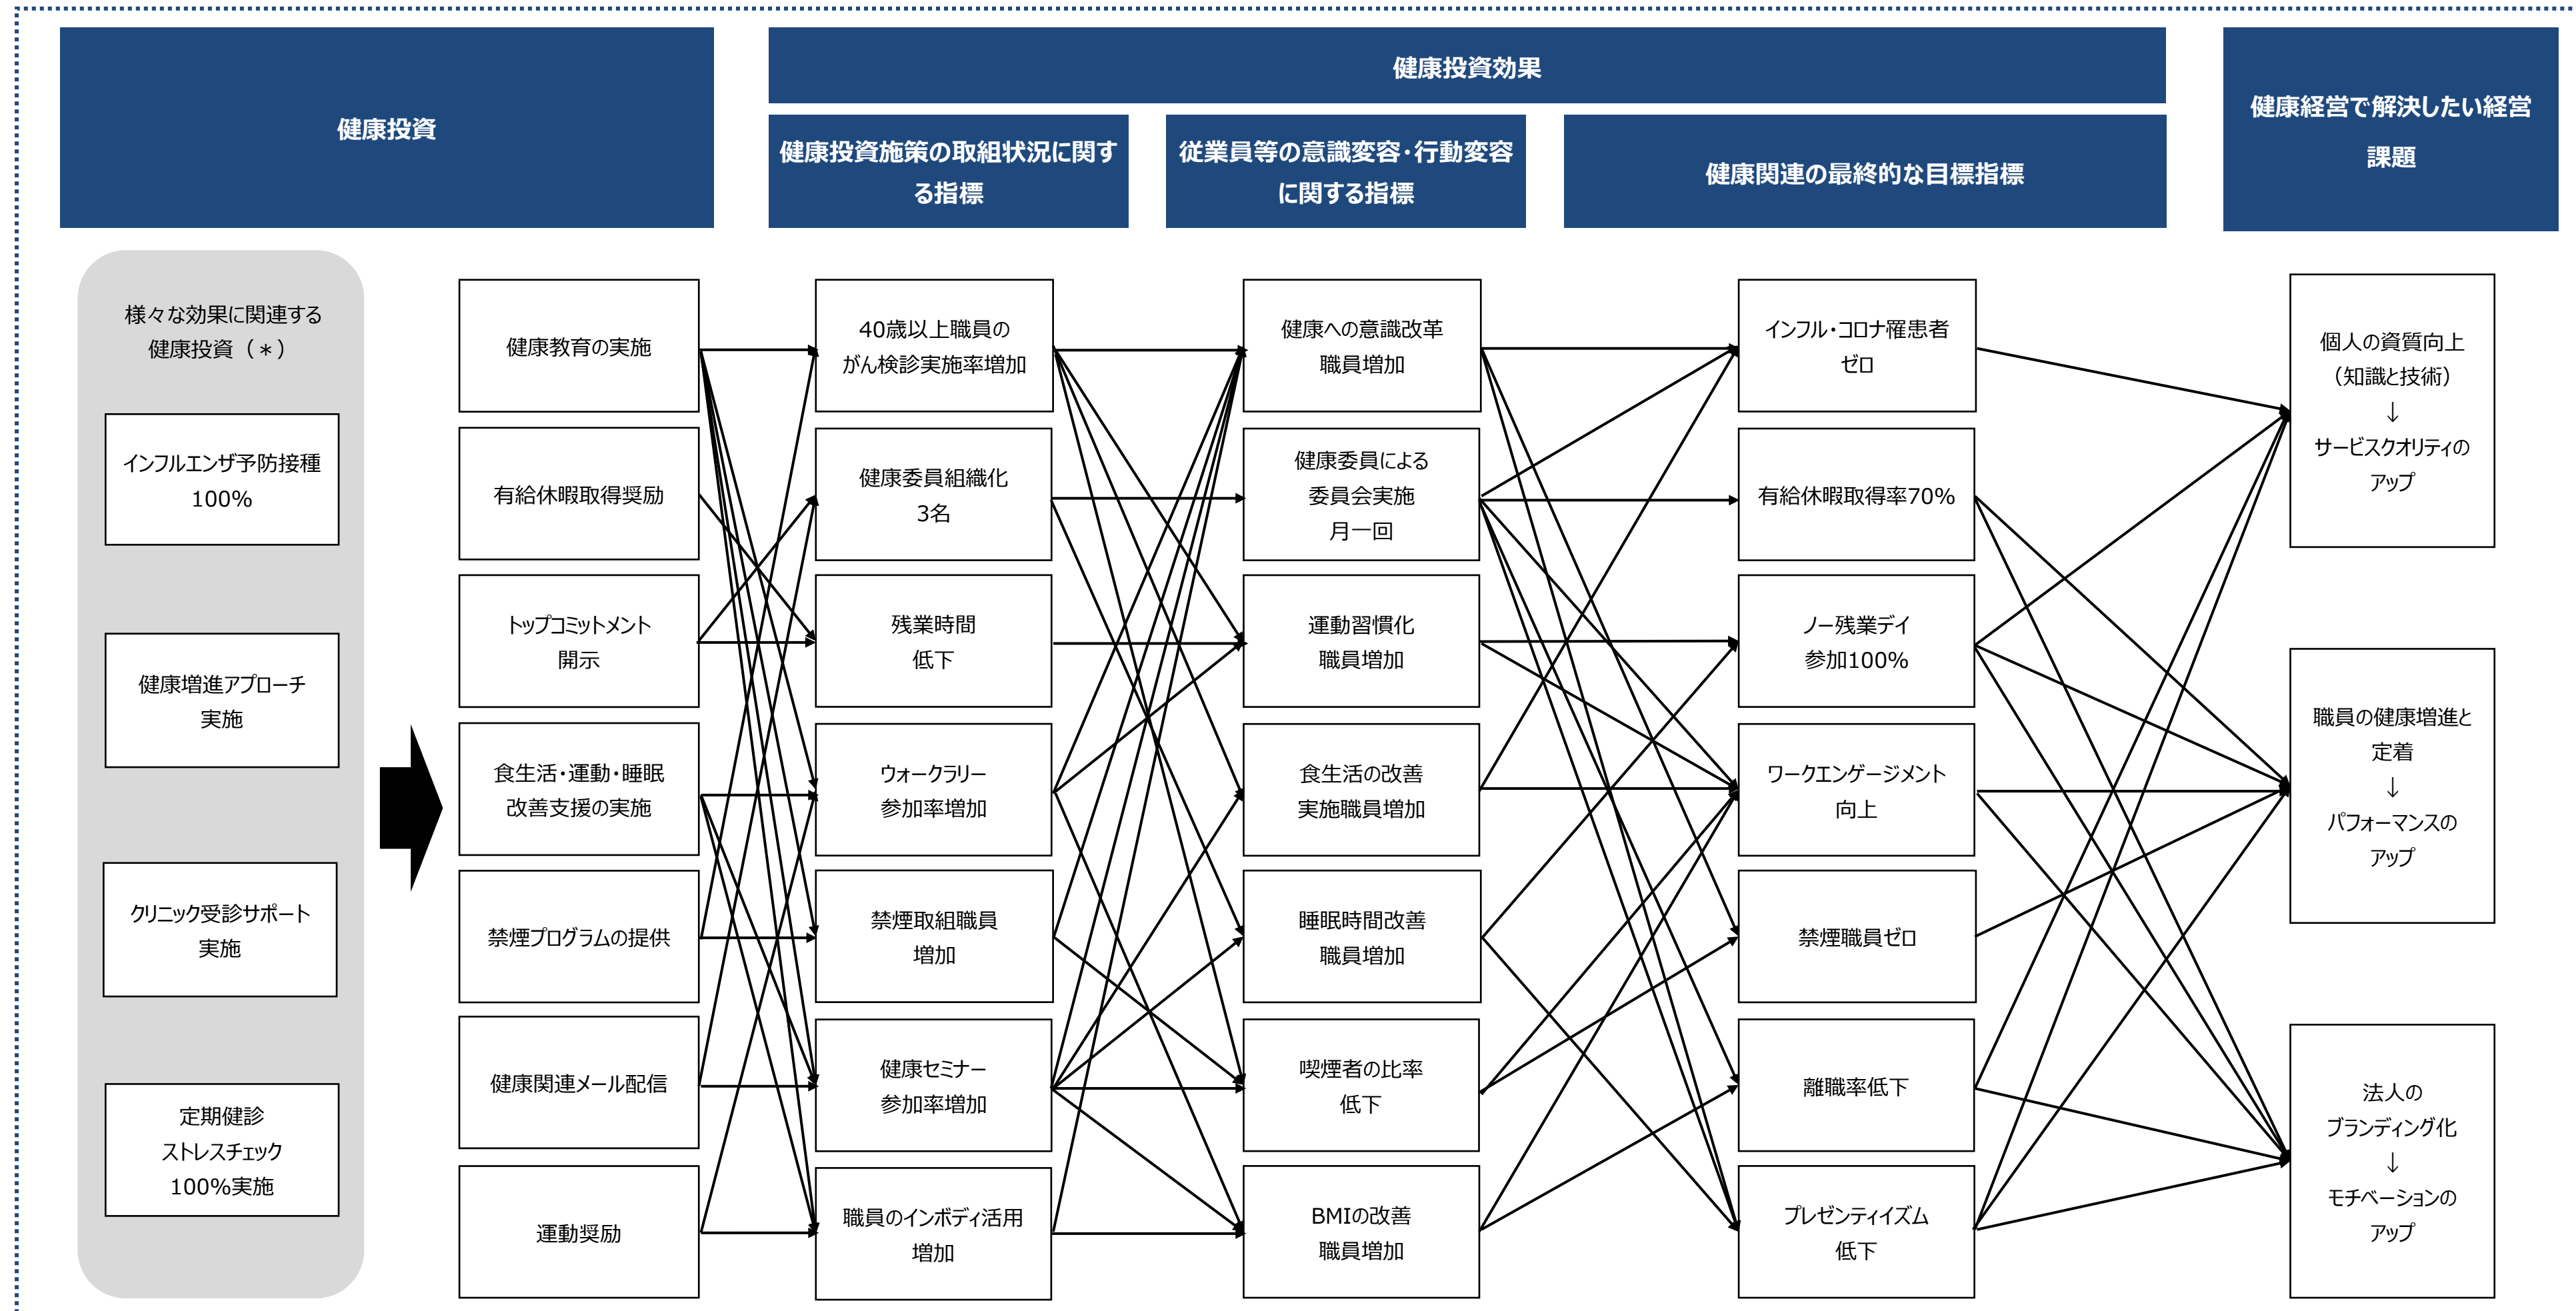 健康投資
健康投資効果
健康投資施策の取組状況に関す
る指標
従業員等の意識変容・行動変容
に関する指標
健康関連の最終的な目標指標
健康経営で解決したい経営
課題
様々な効果に関連する
健康投資（＊）
インフルエンザ予防接種
100%
健康増進アプローチ
実施
クリニック受診サポート
実施
定期健診
ストレスチェック
100%実施
健康教育の実施
有給休暇取得奨励
トップコミットメント
開示
食生活・運動・睡眠
改善支援の実施
禁煙プログラムの提供
健康関連メール配信
運動奨励
40歳以上職員の
がん検診実施率増加
健康委員組織化
3名
残業時間
低下
ウォークラリー
参加率増加
禁煙取組職員
増加
健康セミナー
参加率増加
職員のインボディ活用
増加
健康への意識改革
職員増加
健康委員による
委員会実施
月一回
運動習慣化
職員増加
食生活の改善
実施職員増加
睡眠時間改善
職員増加
喫煙者の比率
低下
BMIの改善
職員増加
インフル・コロナ罹患者
ゼロ
有給休暇取得率70%
ノー残業デイ
参加100%
ワークエンゲージメント
向上
禁煙職員ゼロ
離職率低下
プレゼンティイズム
低下
個人の資質向上
（知識と技術）
↓
サービスクオリティの
アップ
職員の健康増進と
定着
↓
パフォーマンスの
アップ
法人の
ブランディング化
↓
モチベーションの
アップ